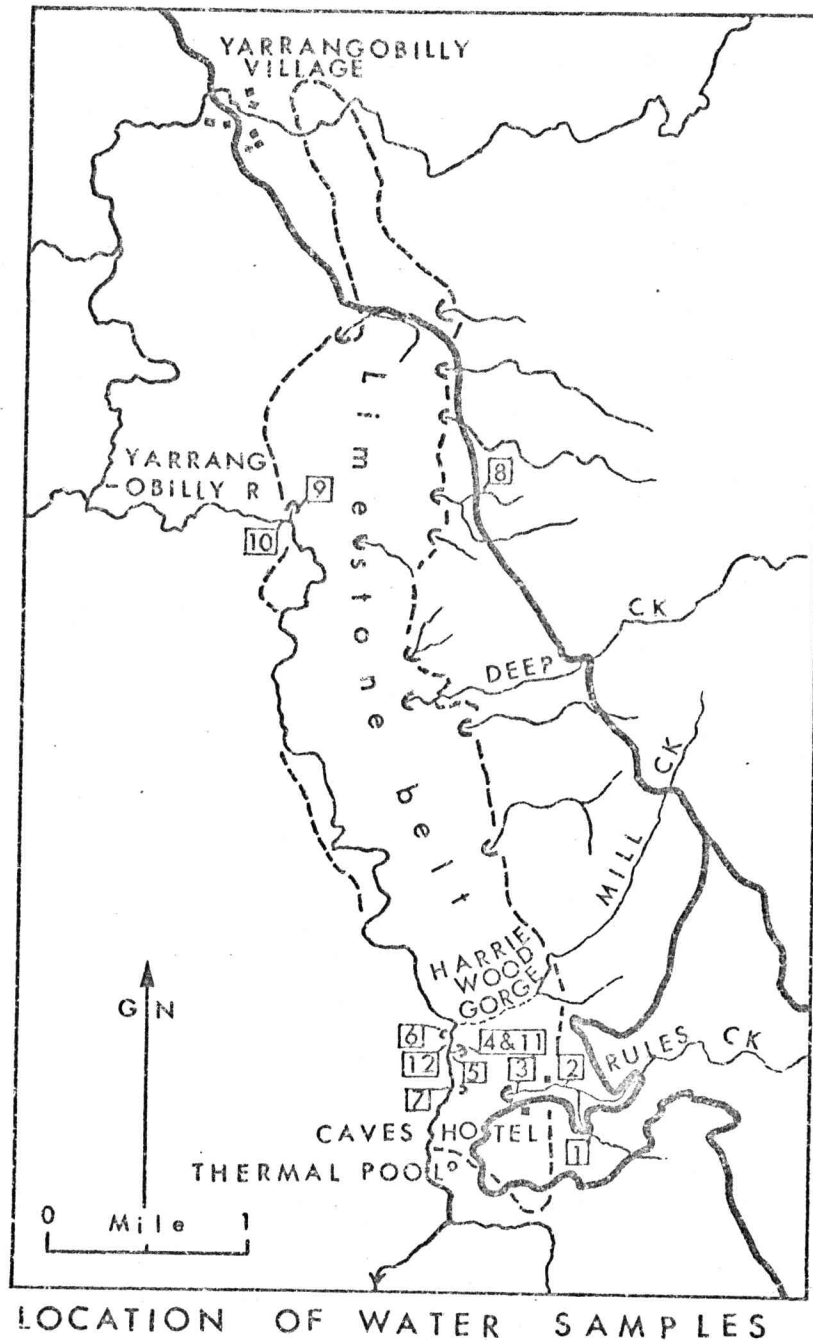 YARRANGOBILLY
VILLAGE
Limestone belt
YARRANG
-OBILLY R
9
8
10
DEEP CK
MILL CK
HARRIE
WOOD
GORGE
RULES CK
6
4&11
12
5
3
2
7
CAVES HOTEL
1
THERMAL POOL
GN
0 Mile 1
LOCATION OF WATER SAMPLES